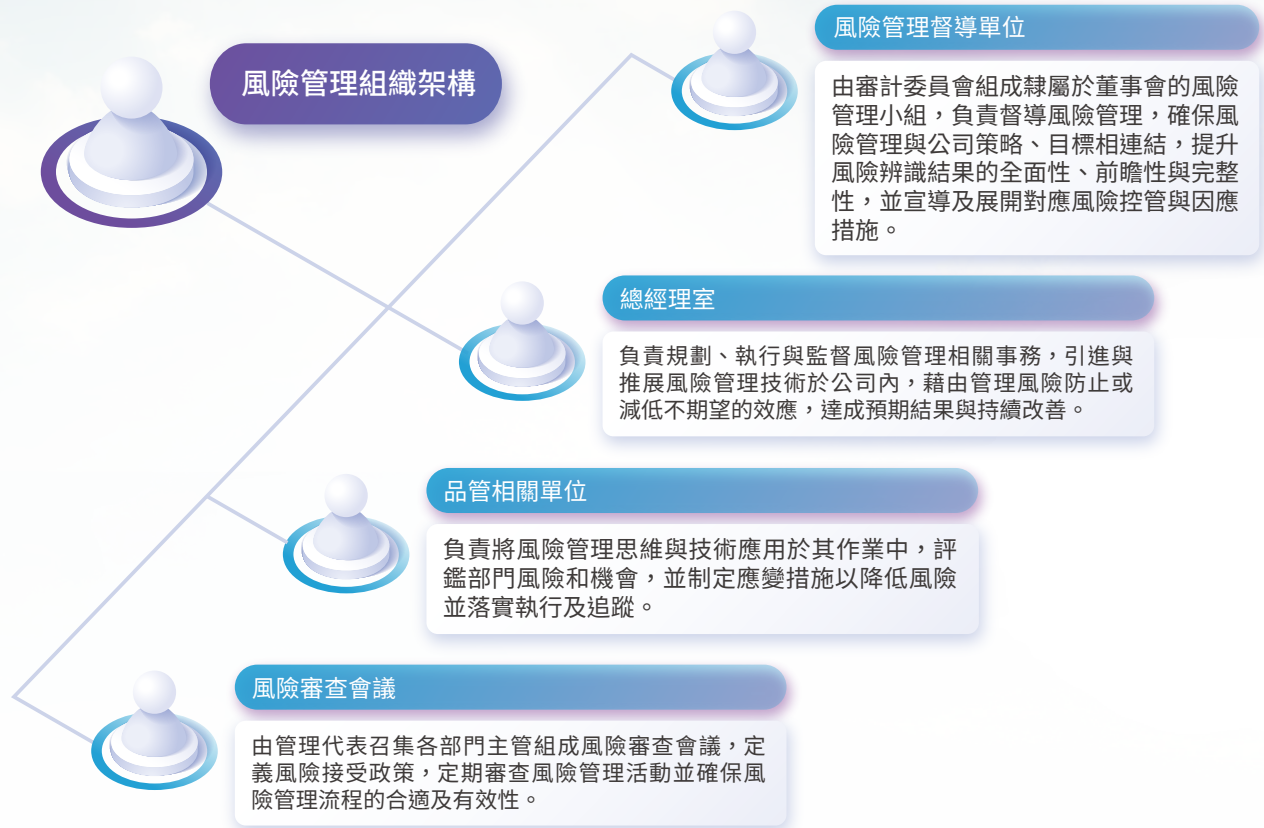 風險管理組織架構
風險管理督導單位
由審計委員會組成隸屬於董事會的風險
管理小組，負責督導風險管理，確保風
險管理與公司策略、目標相連結，提升
風險辨識結果的全面性、前瞻性與完整
性，並宣導及展開對應風險控管與因應
措施。
總經理室
負責規劃、執行與監督風險管理相關事務，引進與
推展風險管理技術於公司內，藉由管理風險防止或
減低不期望的效應，達成預期結果與持續改善。
品管相關單位
負責將風險管理思維與技術應用於其作業中，評
鑑部門風險和機會，並制定應變措施以降低風險
並落實執行及追蹤。
風險審查會議
由管理代表召集各部門主管組成風險審查會議，定
義風險接受政策，定期審查風險管理活動並確保風
險管理流程的合適及有效性。